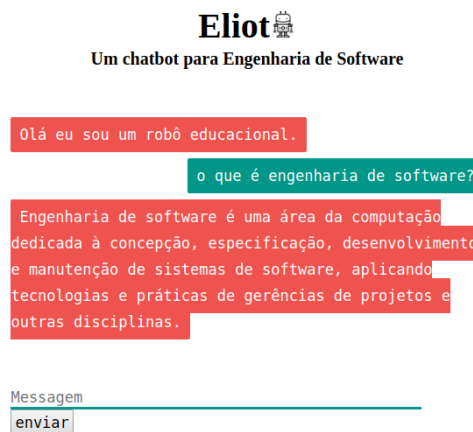 Eliot
Um chatbot para Engenharia de Software
Olá eu sou um robô educacional.
o que é engenharia de software?
Engenharia de software é uma área da computação
dedicada à concepção, especificação, desenvolvimento
e manutenção de sistemas de software, aplicando
tecnologias e práticas de gerências de projetos e
outras disciplinas.
Messagem
enviar